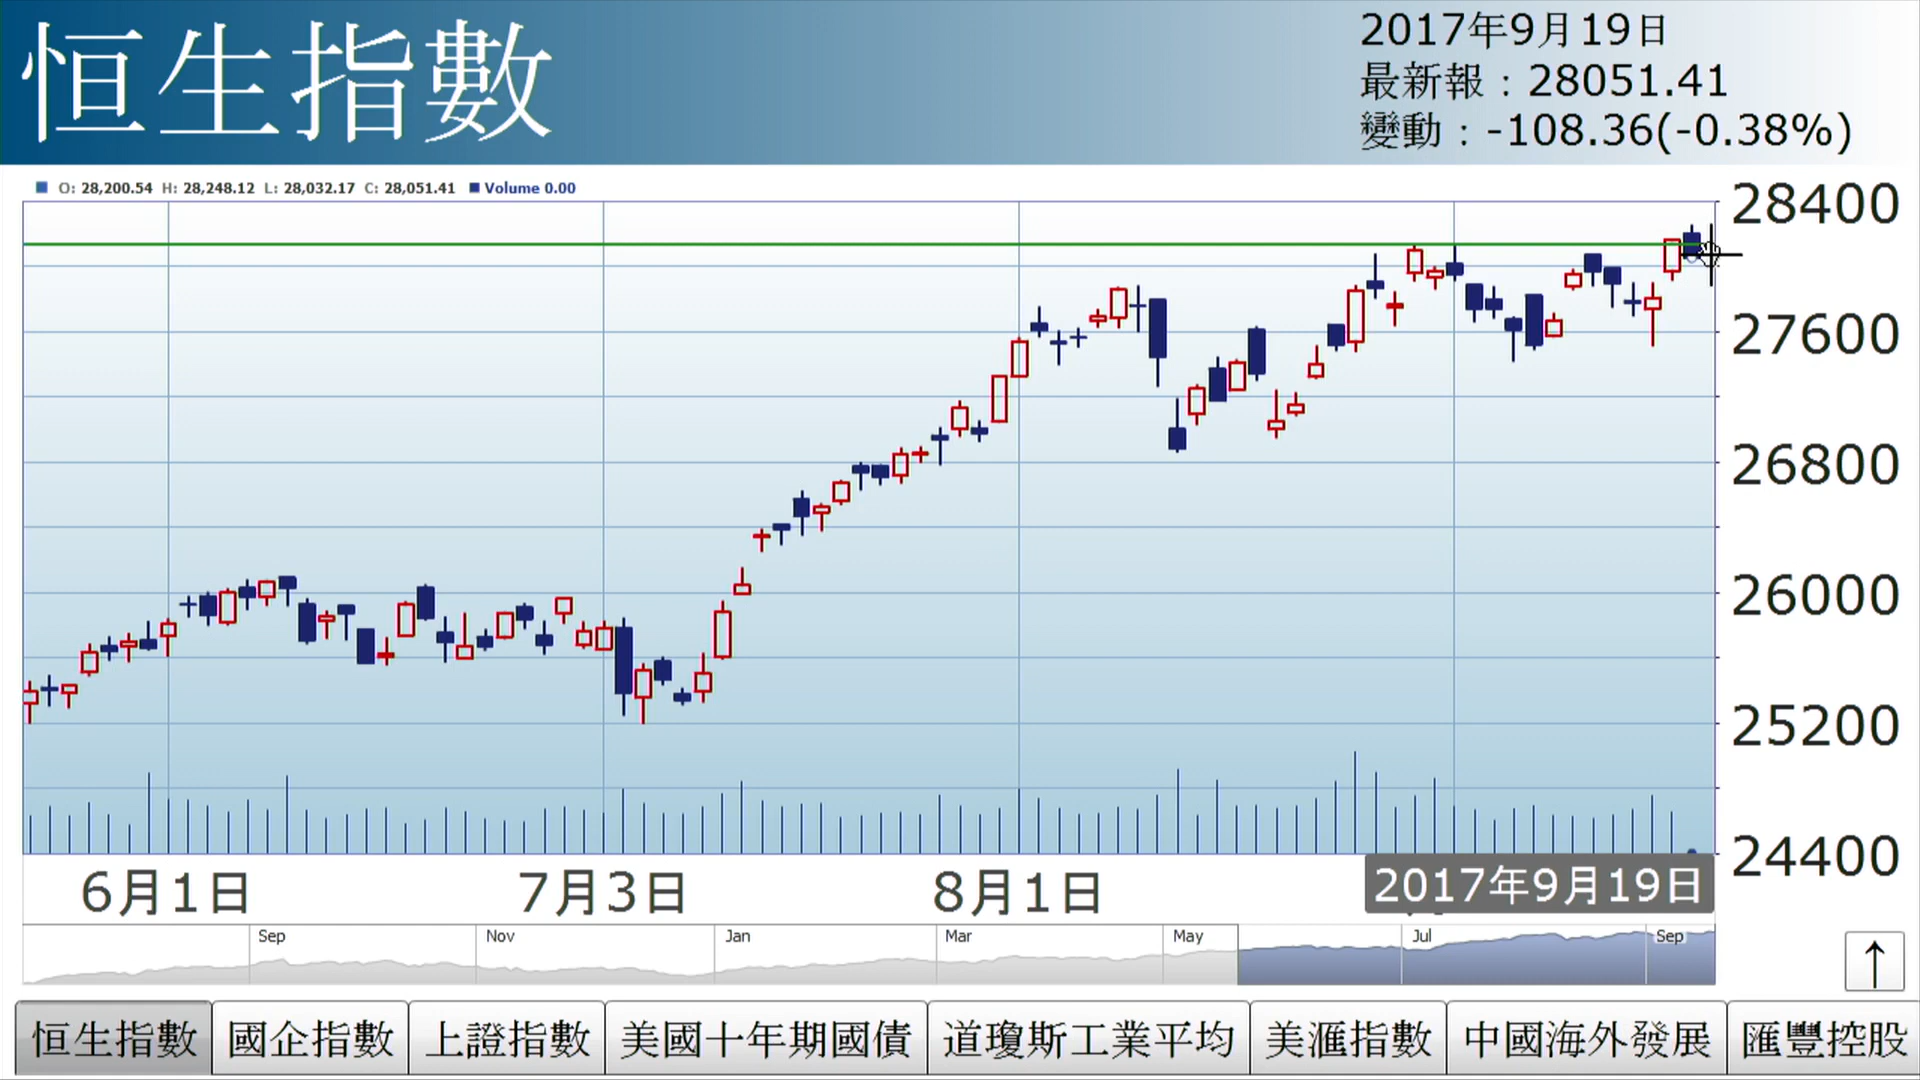 恒生指數
2017年9月19日
最新報：28051.41
變動：-108.36(-0.38%)
O: 28,200.54 H: 28,248.12 L: 28,032.17 C: 28,051.41 Volume 0.00
28400
27600
26800
26000
25200
24400
6月1日 7月3日 8月1日 2017年9月19日
Sep Nov Jan Mar May Jul Sep
↑
恒生指數 國企指數 上證指數 美國十年期國債 道瓊斯工業平均 美滙指數 中國海外發展 匯豐控股